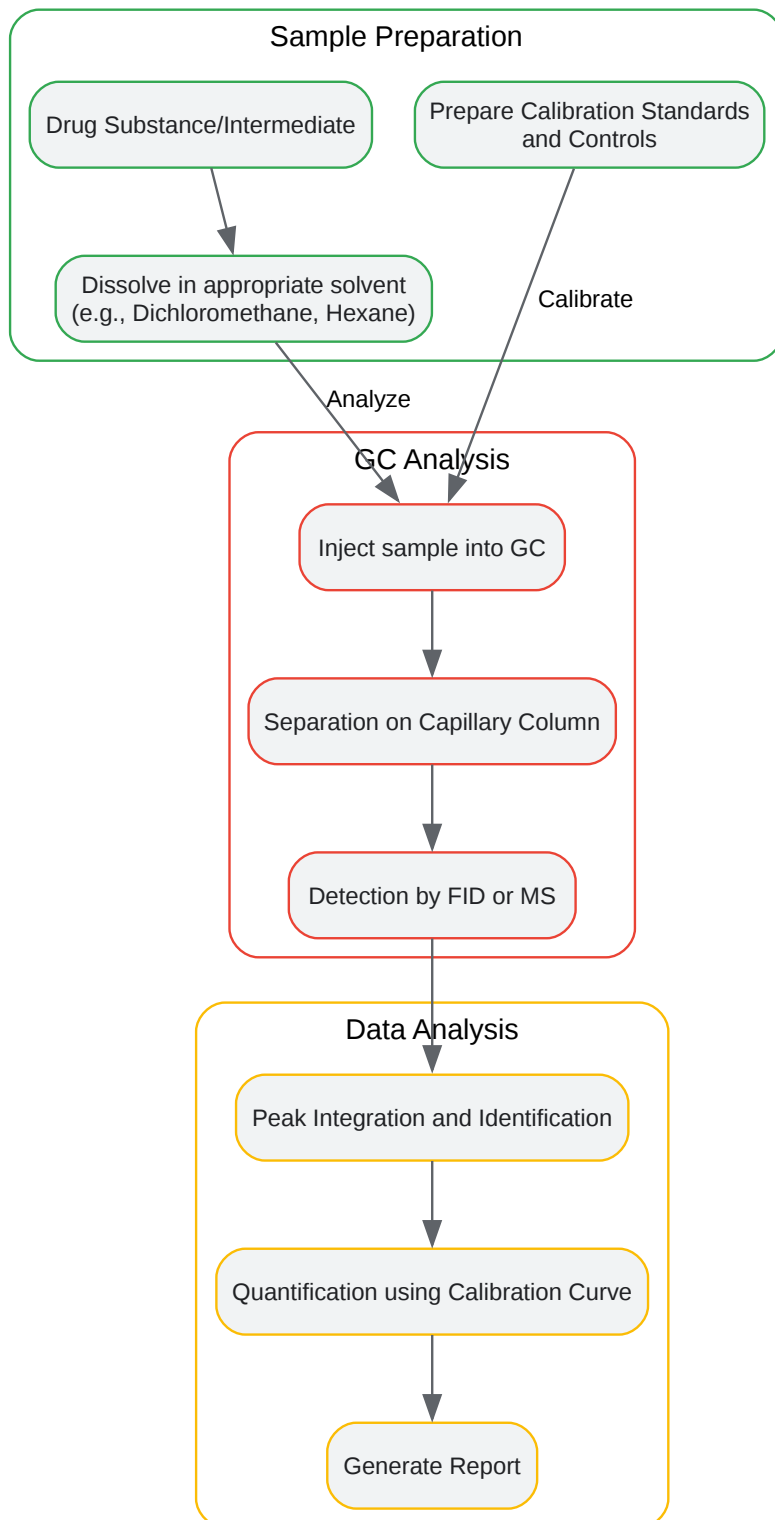 Sample Preparation
Drug Substance/Intermediate
Prepare Calibration Standards
and Controls
Dissolve in appropriate solvent
(e.g., Dichloromethane, Hexane)
Calibrate
Analyze
GC Analysis
Inject sample into GC
Separation on Capillary Column
Detection by FID or MS
Data Analysis
Peak Integration and Identification
Quantification using Calibration Curve
Generate Report